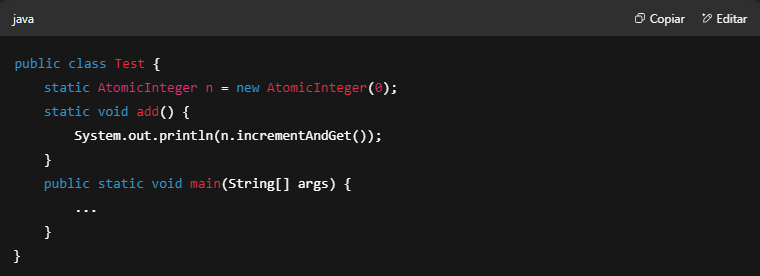 java Copiar Editar
public class Test {
    static AtomicInteger n = new AtomicInteger(0);
    static void add() {
        System.out.println(n.incrementAndGet());
    }
    public static void main(String[] args) {
        ...
    }
}